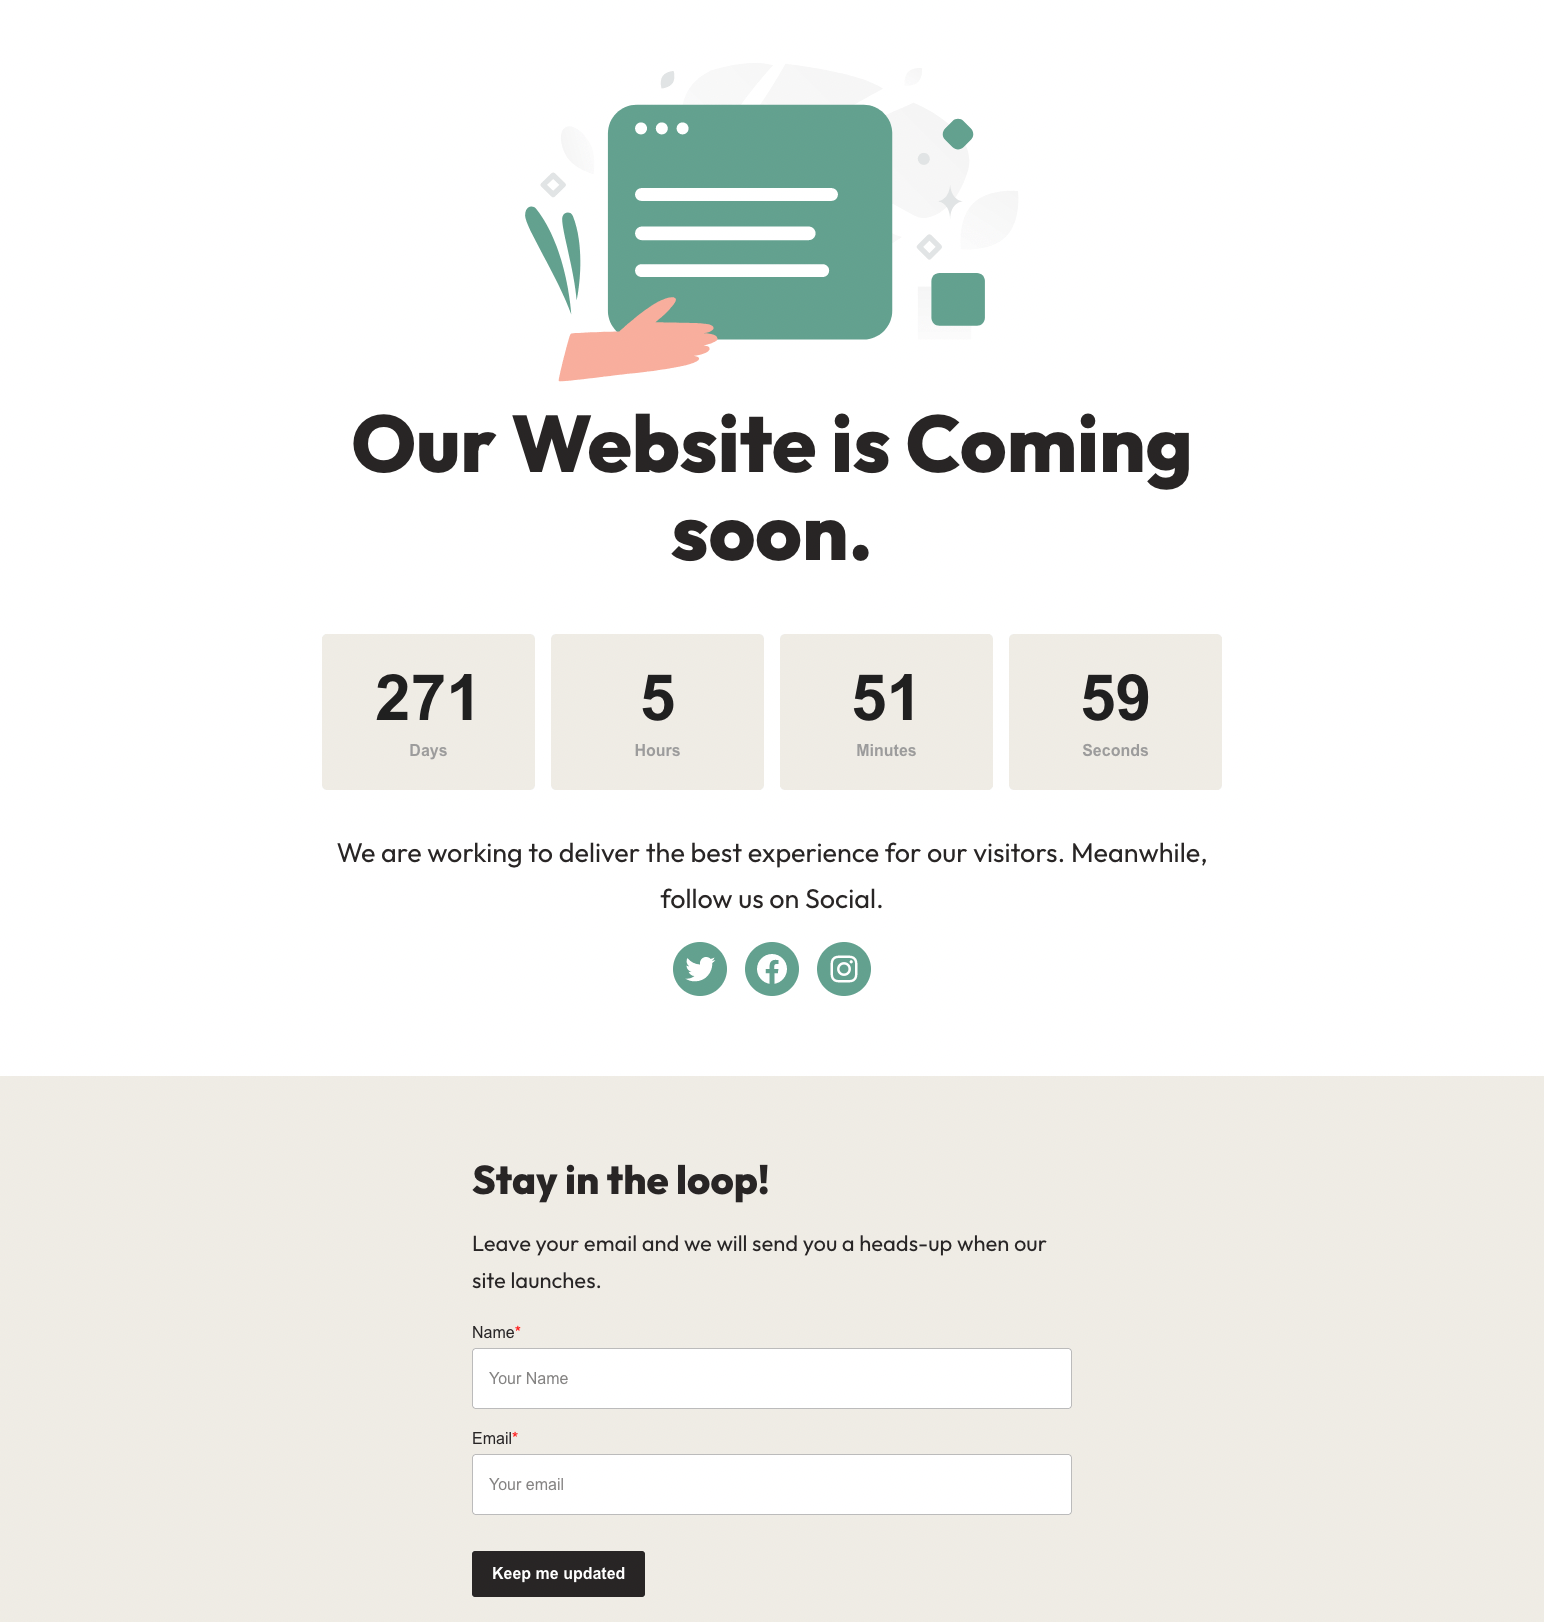 Our Website is Coming
soon.
271
5
51
59
Days
Hours
Minutes
Seconds
We are working to deliver the best experience for our visitors. Meanwhile,
follow us on Social.
Stay in the loop!
Leave your email and we will send you a heads-up when our
site launches.
Name*
Your Name
Email*
Your email
Keep me updated